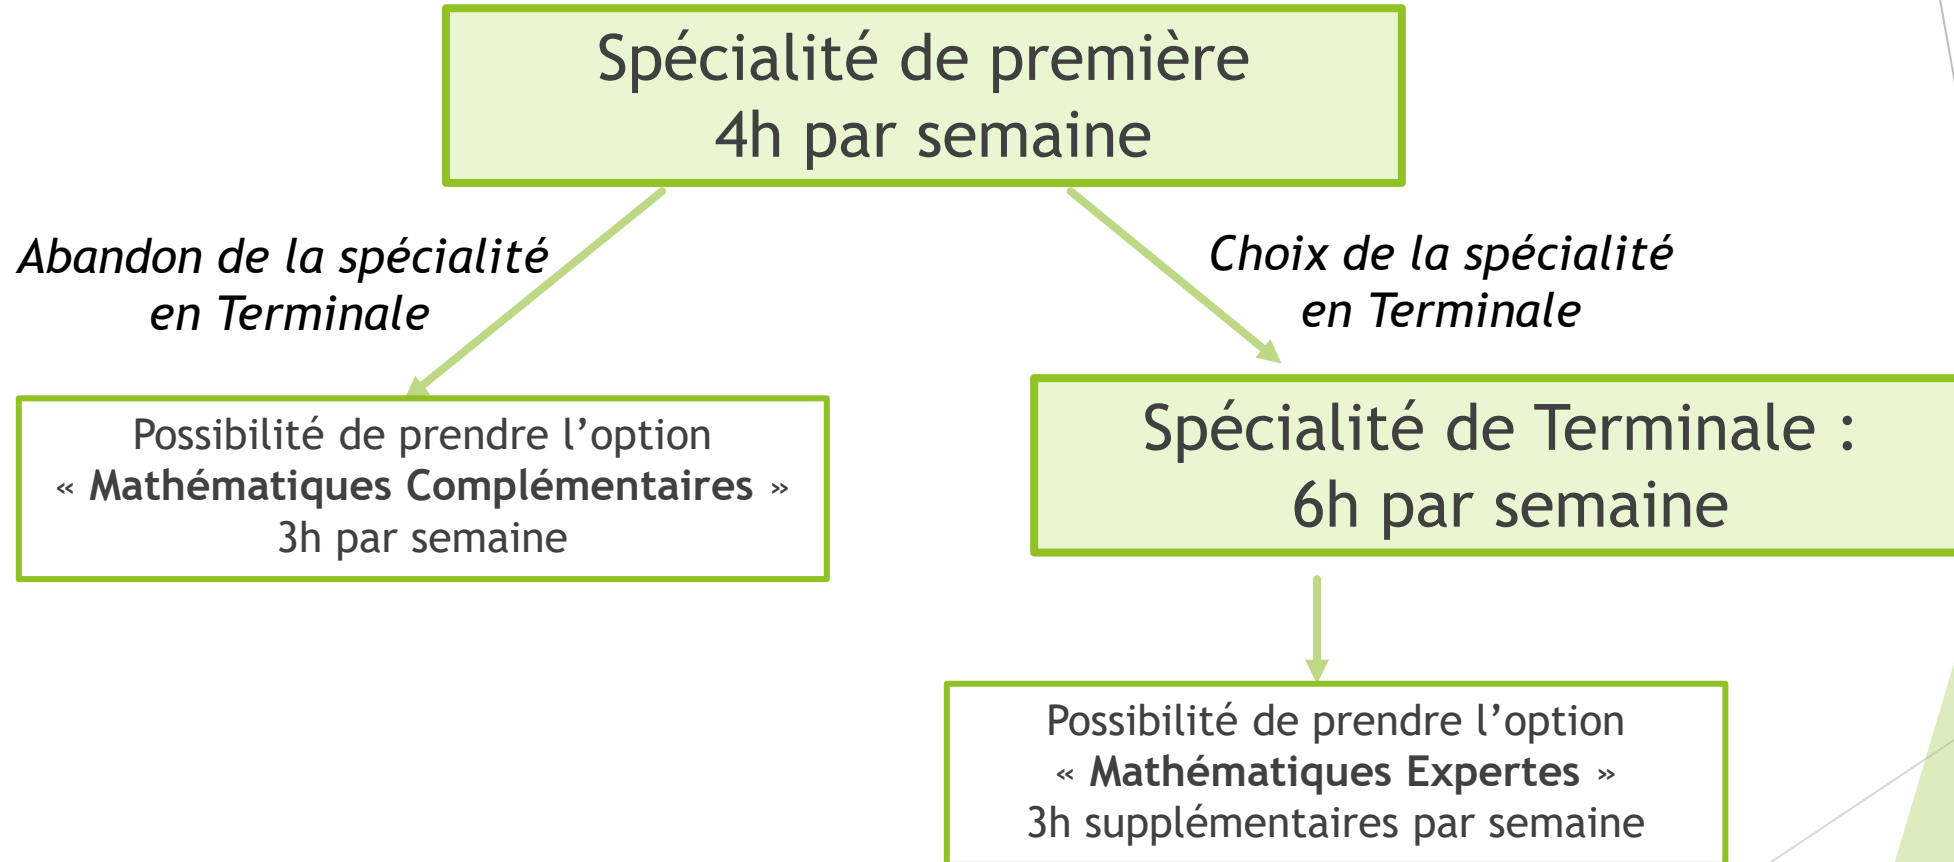 Spécialité de première
4h par semaine
Abandon de la spécialité
en Terminale
Choix de la spécialité
en Terminale
Possibilité de prendre l’option
« Mathématiques Complémentaires »
3h par semaine
Spécialité de Terminale :
6h par semaine
Possibilité de prendre l’option
« Mathématiques Expertes »
3h supplémentaires par semaine